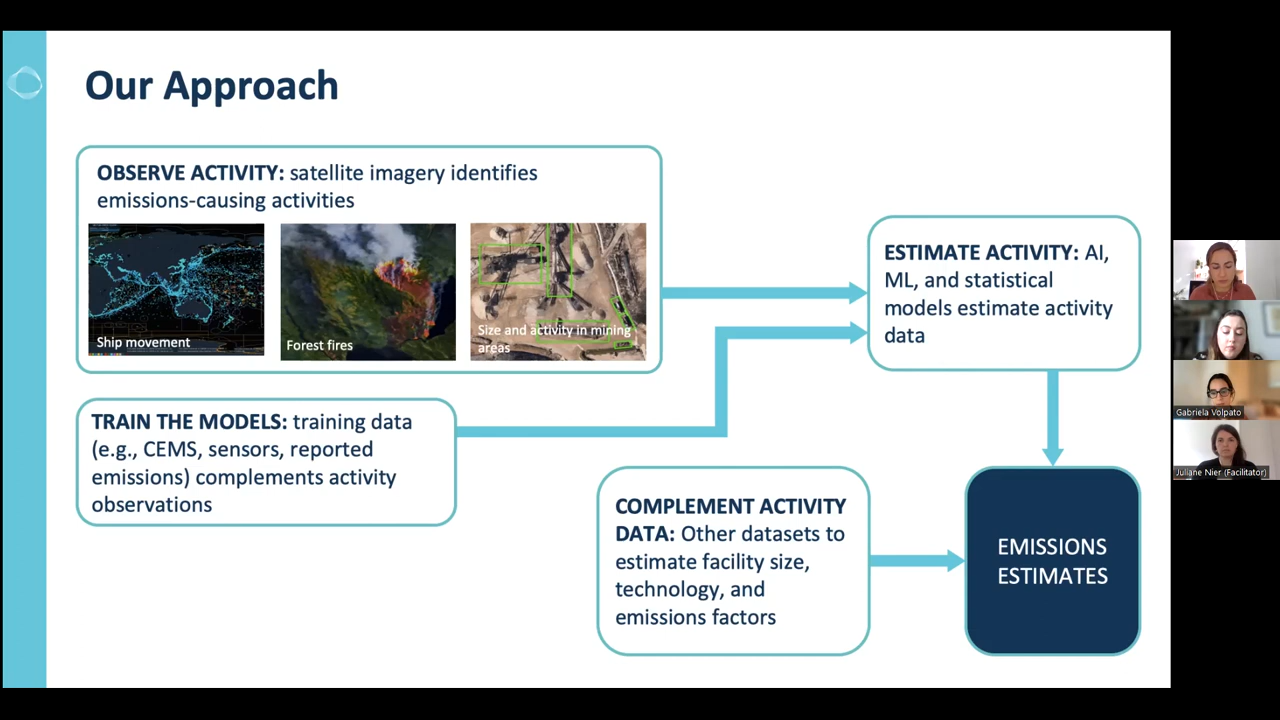 Our Approach
OBSERVE ACTIVITY: satellite imagery identifies
emissions-causing activities
Ship movement
Forest fires
Size and activity in mining
areas
ESTIMATE ACTIVITY: AI,
ML, and statistical
models estimate activity
data
TRAIN THE MODELS: training data
(e.g., CEMS, sensors, reported
emissions) complements activity
observations
COMPLEMENT ACTIVITY
DATA: Other datasets to
estimate facility size,
technology, and
emissions factors
EMISSIONS
ESTIMATES
Gabriela Volpato
Juliane Nier (Facilitator)